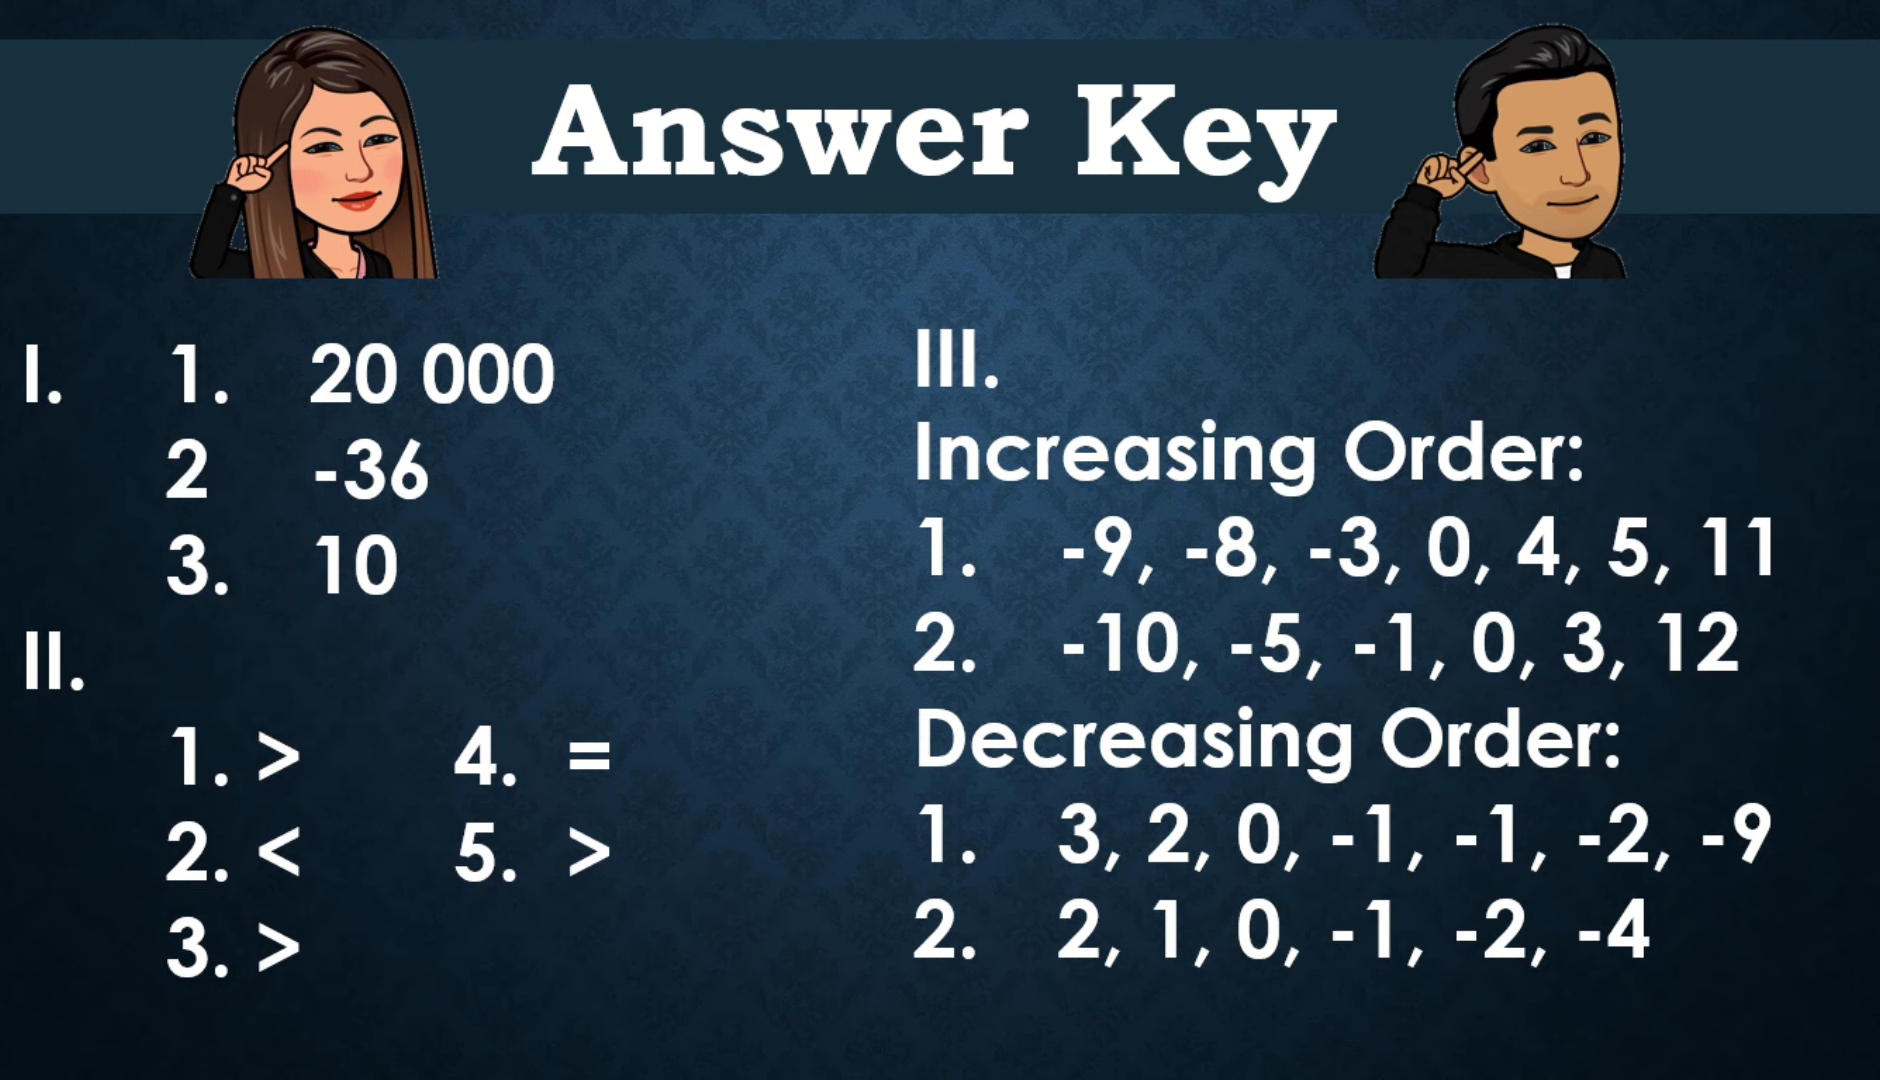 Answer Key
I. 1. 20 000
2 -36
3. 10
II.
1. > 4. =
2. < 5. >
3. >
III.
Increasing Order:
1. -9, -8, -3, 0, 4, 5, 11
2. -10, -5, -1, 0, 3, 12
Decreasing Order:
1. 3, 2, 0, -1, -1, -2, -9
2. 2, 1, 0, -1, -2, -4